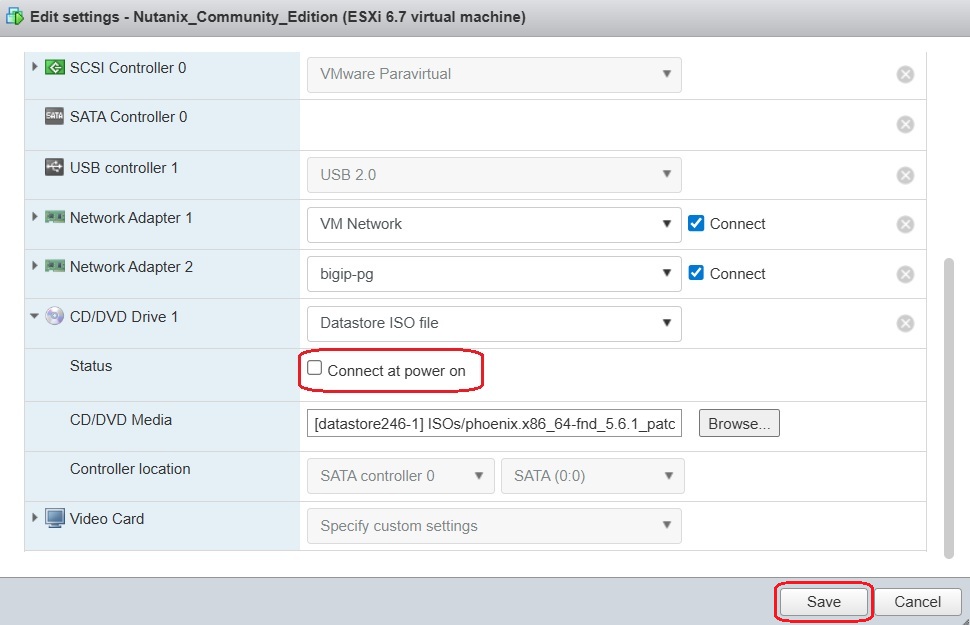 Edit settings - Nutanix_Community_Edition (ESXi 6.7 virtual machine)
SCSI Controller 0
VMware Paravirtual
SATA
SATA Controller 0
USB controller 1
USB 2.0
Network Adapter 1
VM Network
Connect
Network Adapter 2
bigip-pg
Connect
CD/DVD Drive 1
Datastore ISO file
Status
Connect at power on
CD/DVD Media
[datastore246-1] ISOs/phoenix.x86_64-fnd_5.6.1_patc
Browse...
Controller location
SATA controller 0
SATA (0:0)
Video Card
Specify custom settings
Save
Cancel